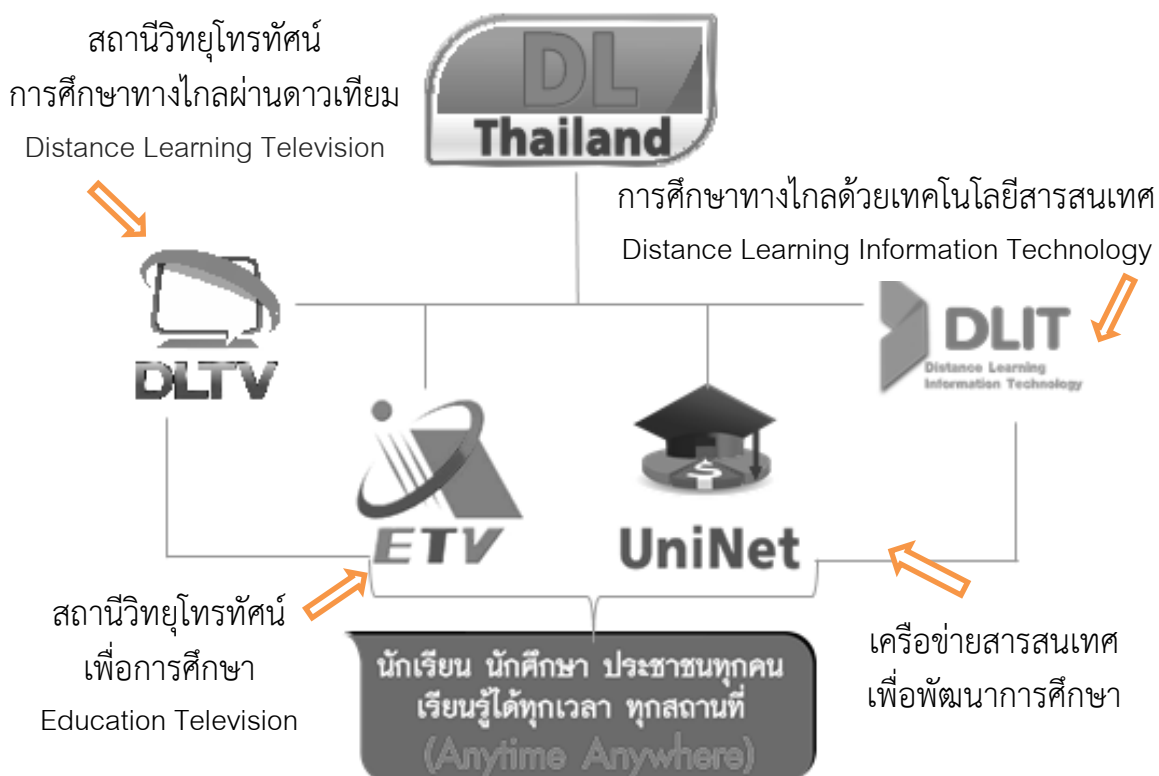 สถานีวิทยุโทรทัศน์
การศึกษาทางไกลผ่านดาวเทียม
Distance Learning Television
DL
Thailand
การศึกษาทางไกลด้วยเทคโนโลยีสารสนเทศ
Distance Learning Information Technology
DLTV
DLIT
Distance Learning
Information Technology
ETV
UniNet
สถานีวิทยุโทรทัศน์
เพื่อการศึกษา
Education Television
เครือข่ายสารสนเทศ
เพื่อพัฒนาการศึกษา
นักเรียน นักศึกษา ประชาชนทุกคน
เรียนรู้ได้ทุกเวลา ทุกสถานที่
(Anytime Anywhere)